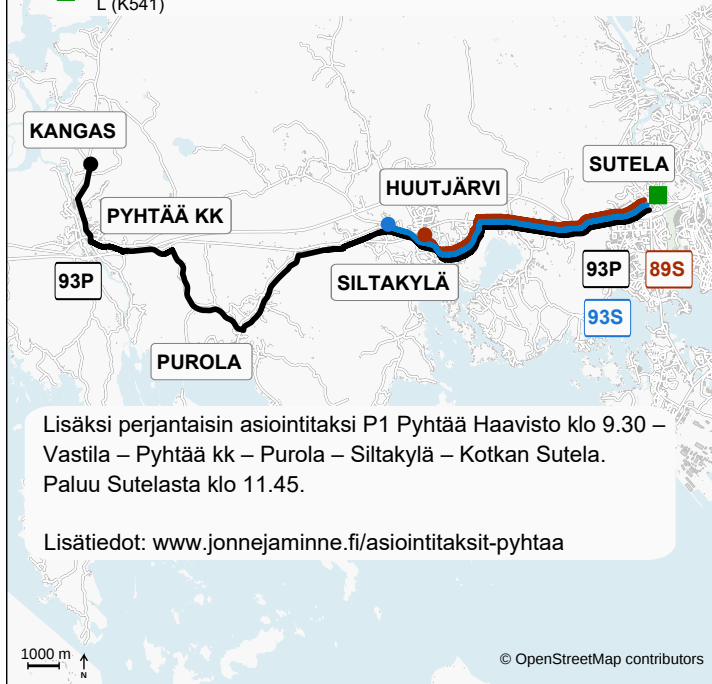 L (K541)
KANGAS
SUTELA
HUUTJÄRVI
PYHTÄÄ KK
93P
SILTAKYLÄ
93P
89S
93S
PUROLA
Lisäksi perjantaisin asiointitaksi P1 Pyhtää Haavisto klo 9.30 –
Vastila – Pyhtää kk – Purola – Siltakylä – Kotkan Sutela.
Paluu Sutelasta klo 11.45.
Lisätiedot: www.jonnejaminne.fi/asiointitaksit-pyhtaa
1000 m
N
© OpenStreetMap contributors